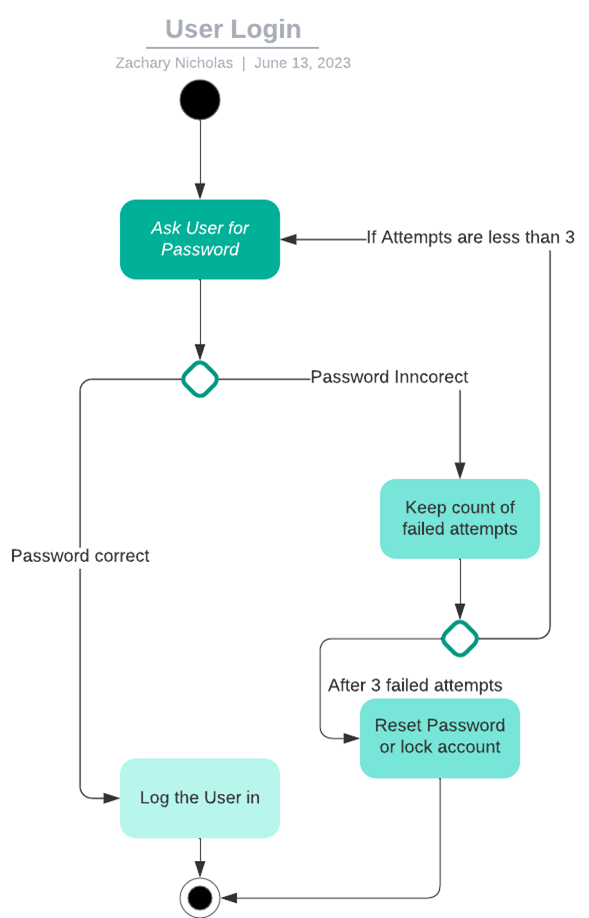 User Login
Zachary Nicholas | June 13, 2023
Ask User for
Password
If Attempts are less than 3
Password Inncorect
Keep count of
failed attempts
Password correct
After 3 failed attempts
Reset Password
or lock account
Log the User in